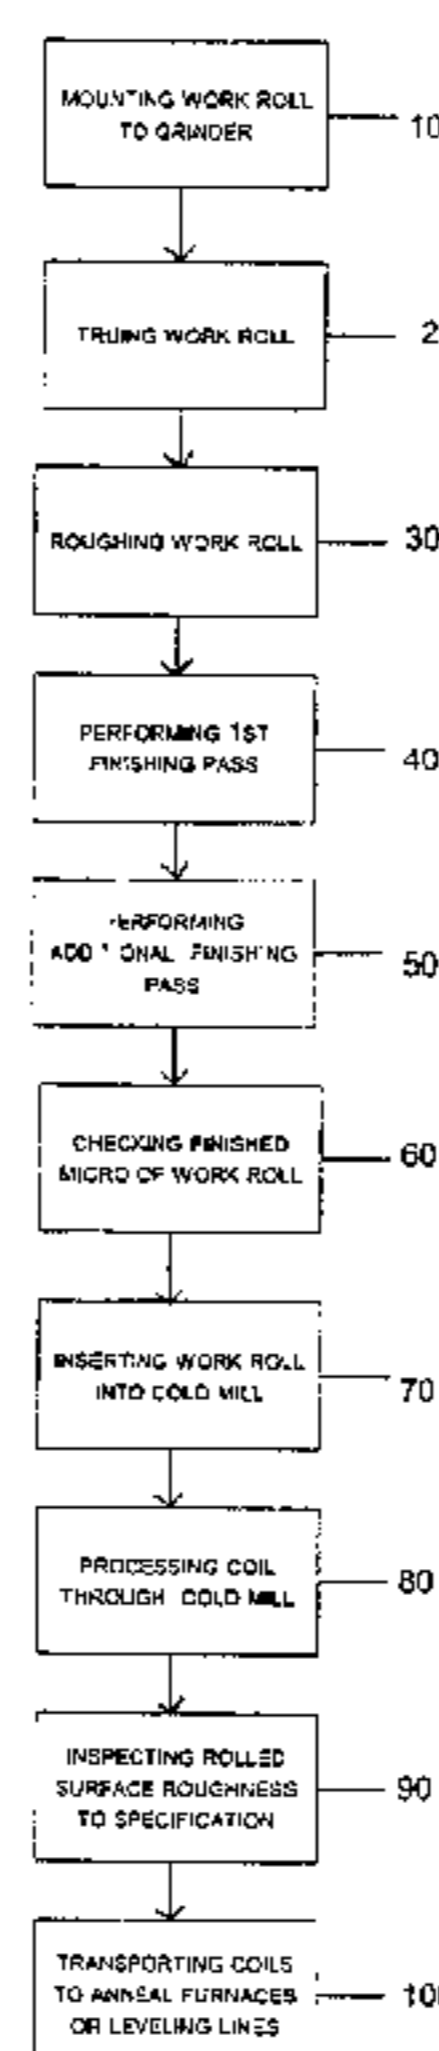 MOUNTING WORK ROLL
TO GRINDER
10
TRUING WORK ROLL
2
ROUGHING WORK ROLL
30
PERFORMING 1ST
FINISHING PASS
40
PERFORMING
ADDITIONAL FINISHING
PASS
50
CHECKING FINISHED
MICRO OF WORK ROLL
60
INSERTING WORK ROLL
INTO COLD MILL
70
PROCESSING COIL
THROUGH COLD MILL
80
INSPECTING ROLLED
SURFACE ROUGHNESS
TO SPECIFICATION
90
TRANSPORTING COILS
TO ANNEAL FURNACES
OR LEVELING LINES
10